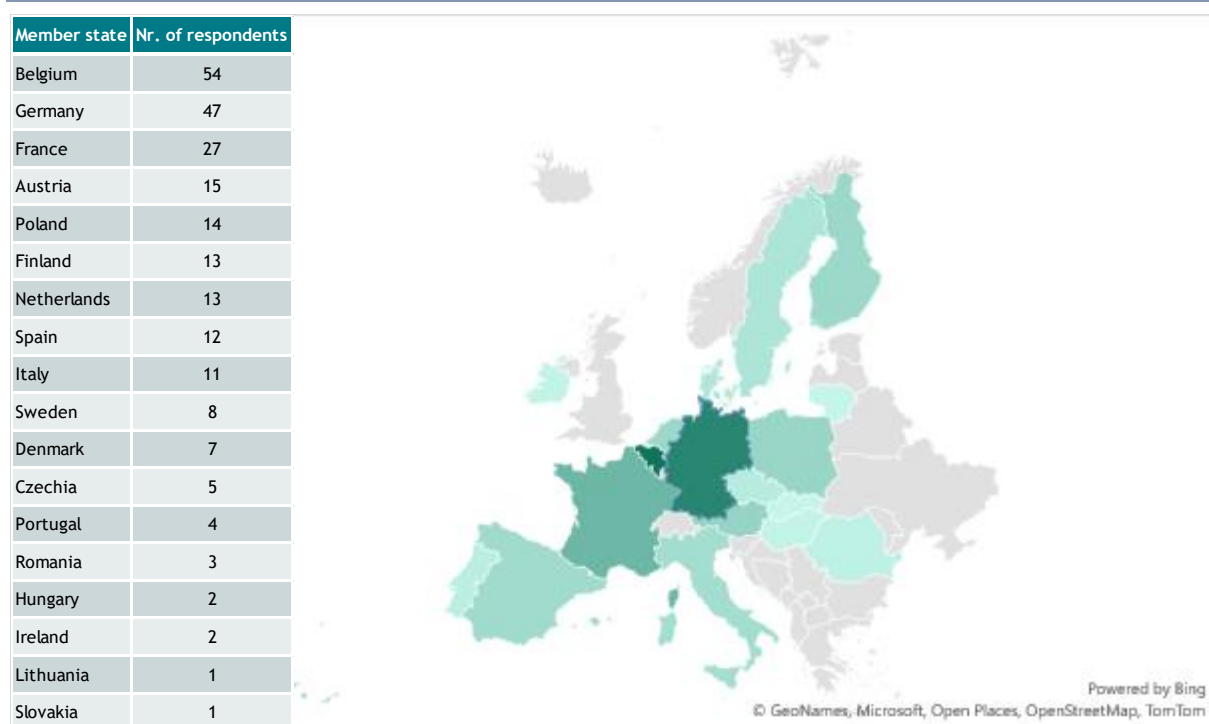 Member state Nr. of respondents
Belgium 54
Germany 47
France 27
Austria 15
Poland 14
Finland 13
Netherlands 13
Spain 12
Italy 11
Sweden 8
Denmark 7
Czechia 5
Portugal 4
Romania 3
Hungary 2
Ireland 2
Lithuania 1
Slovakia 1
Powered by Bing
© GeoNames, Microsoft, Open Places, OpenStreetMap, TomTom